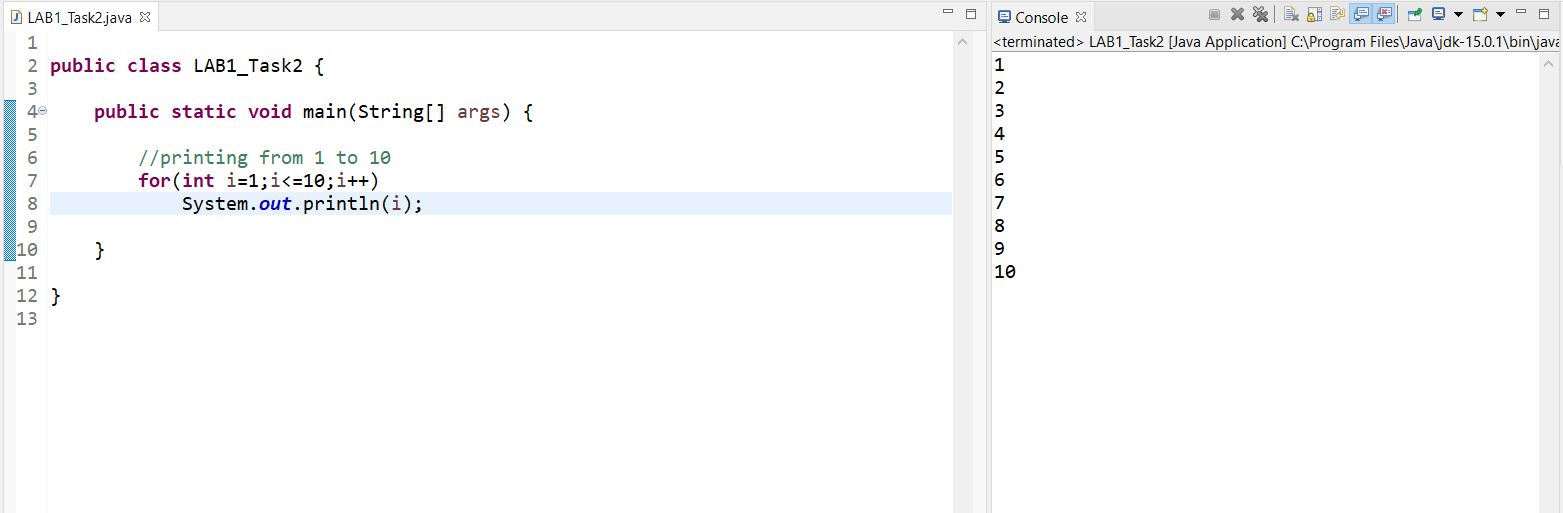 LAB1_Task2.java
1
2 public class LAB1_Task2 {
3
4 public static void main(String[] args) {
5
6 //printing from 1 to 10
7 for(int i=1;i<=10;i++)
8 System.out.println(i);
9
10 }
11
12 }
13
Console
<terminated> LAB1_Task2 [Java Application] C:\Program Files\Java\jdk-15.0.1\bin\java
1
2
3
4
5
6
7
8
9
10